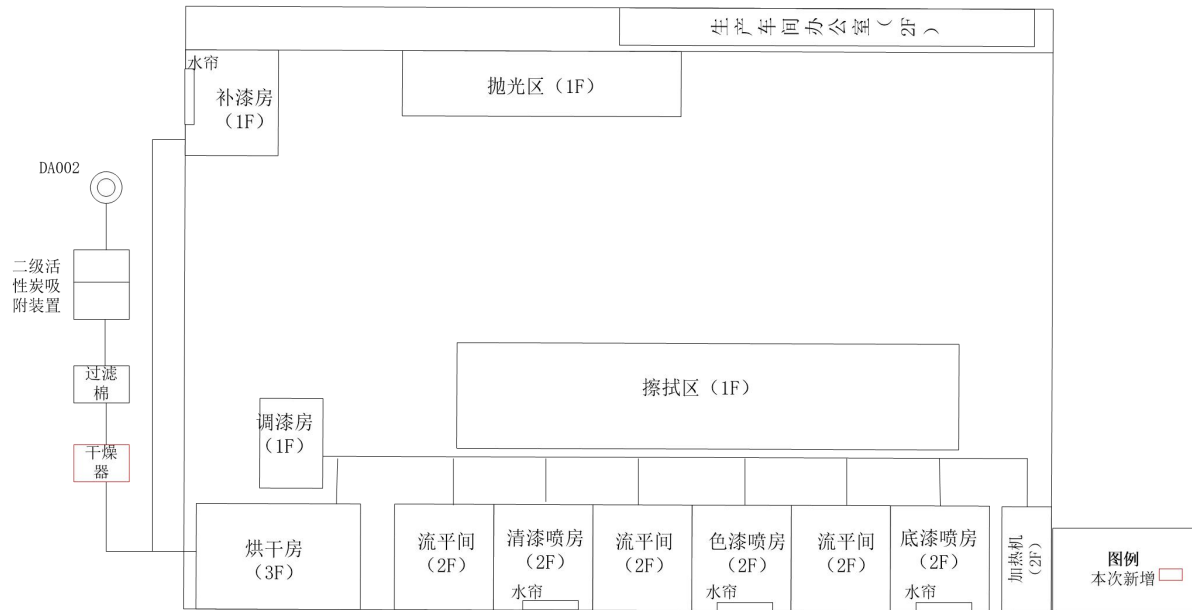 生产车间办公室（2F）
水帘
补漆房
（1F）
抛光区（1F）
DA002
二级活
性炭吸
附装置
过滤
棉
干燥
器
擦拭区（1F）
调漆房
（1F）
烘干房
（3F）
流平间
（2F）
清漆喷房
（2F）
水帘
流平间
（2F）
色漆喷房
（2F）
水帘
流平间
（2F）
底漆喷房
（2F）
水帘
加热机
（2F）
图例
本次新增